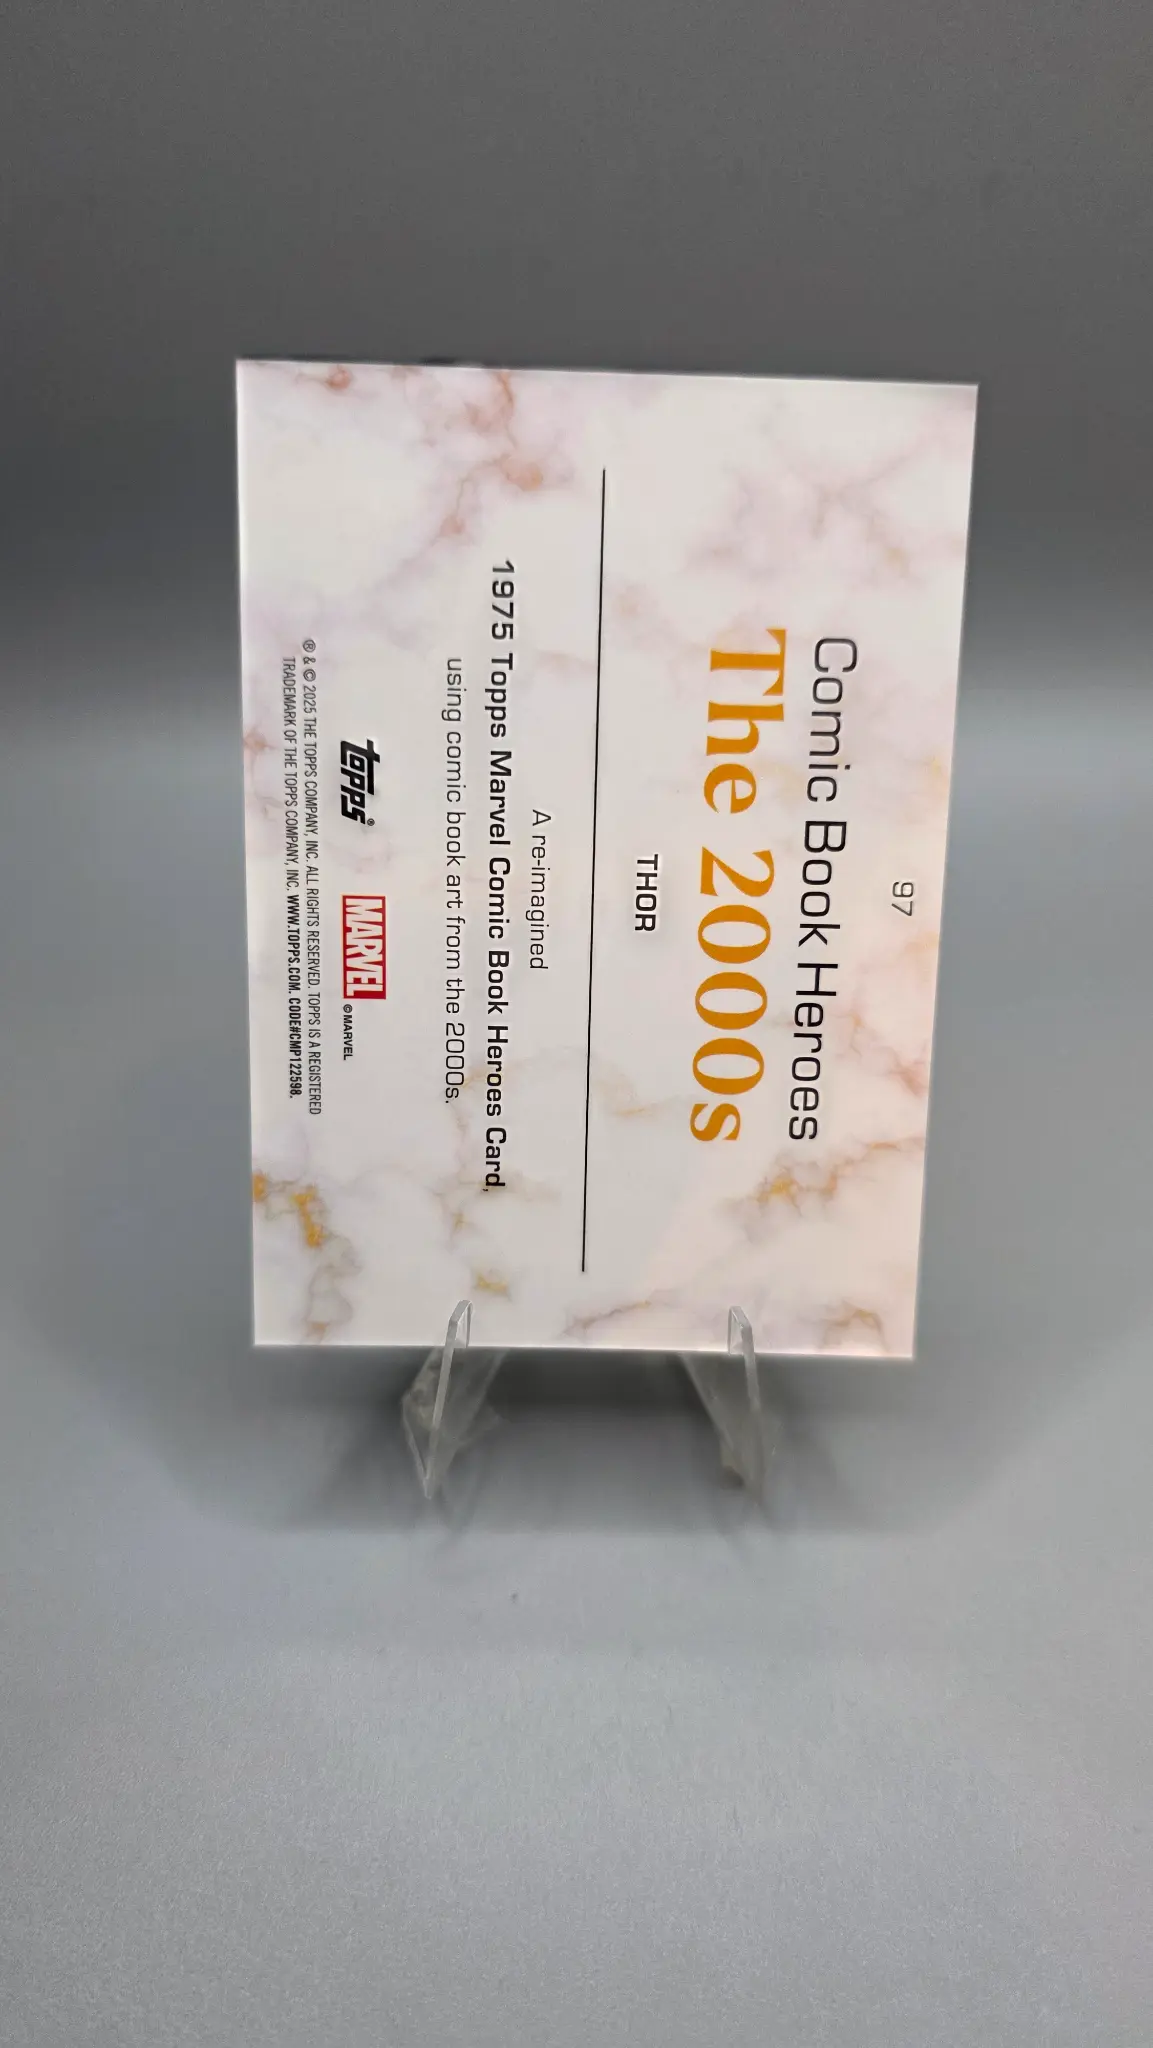 97
Comic Book Heroes
The 2000s
THOR
A re-imagined
1975 Topps Marvel Comic Book Heroes Card,
using comic book art from the 2000s.
topps®
MARVEL © MARVEL
® & © 2025 THE TOPPS COMPANY, INC. ALL RIGHTS RESERVED. TOPPS IS A REGISTERED
TRADEMARK OF THE TOPPS COMPANY, INC. WWW.TOPPS.COM. CODE#CMP122598.